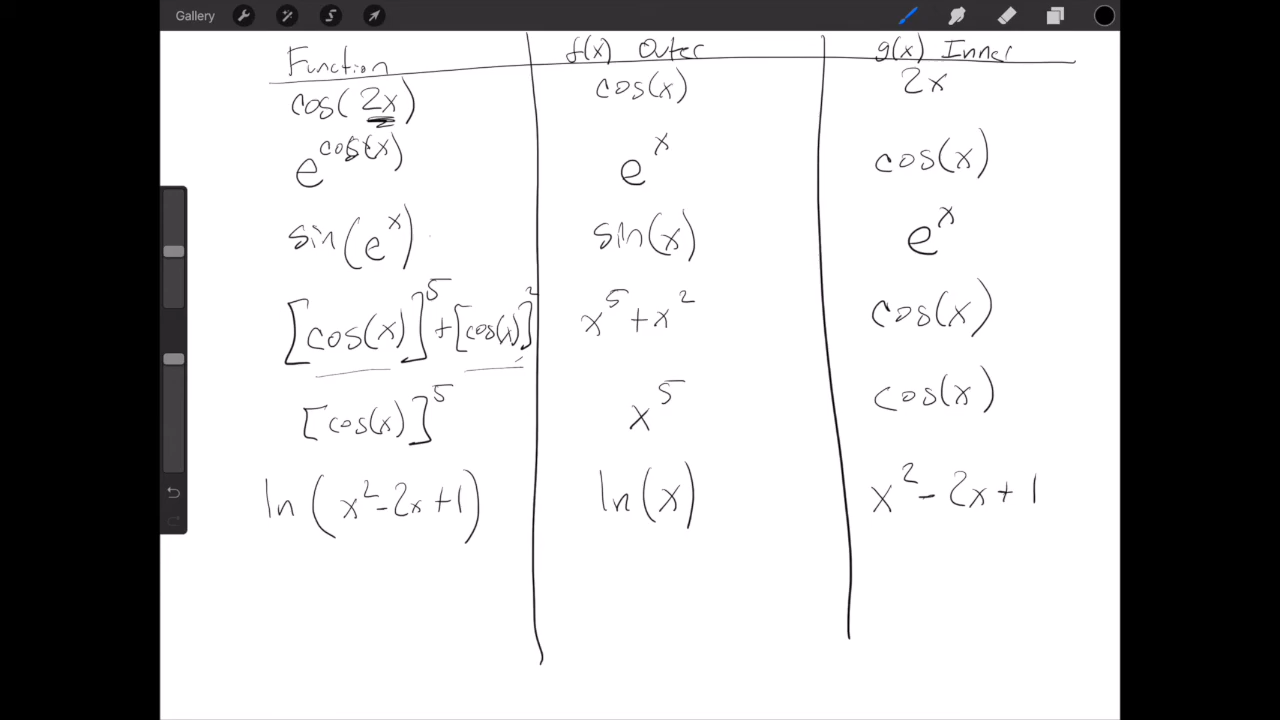 Gallery
Function f(x) Outer g(x) Inner
cos(2x) cos(x) 2x
e^cos(x) e^x cos(x)
sin(e^x) sin(x) e^x
[cos(x)]^5+[cos(x)]^2 x^5+x^2 cos(x)
[cos(x)]^5 x^5 cos(x)
ln(x^2-2x+1) ln(x) x^2-2x+1